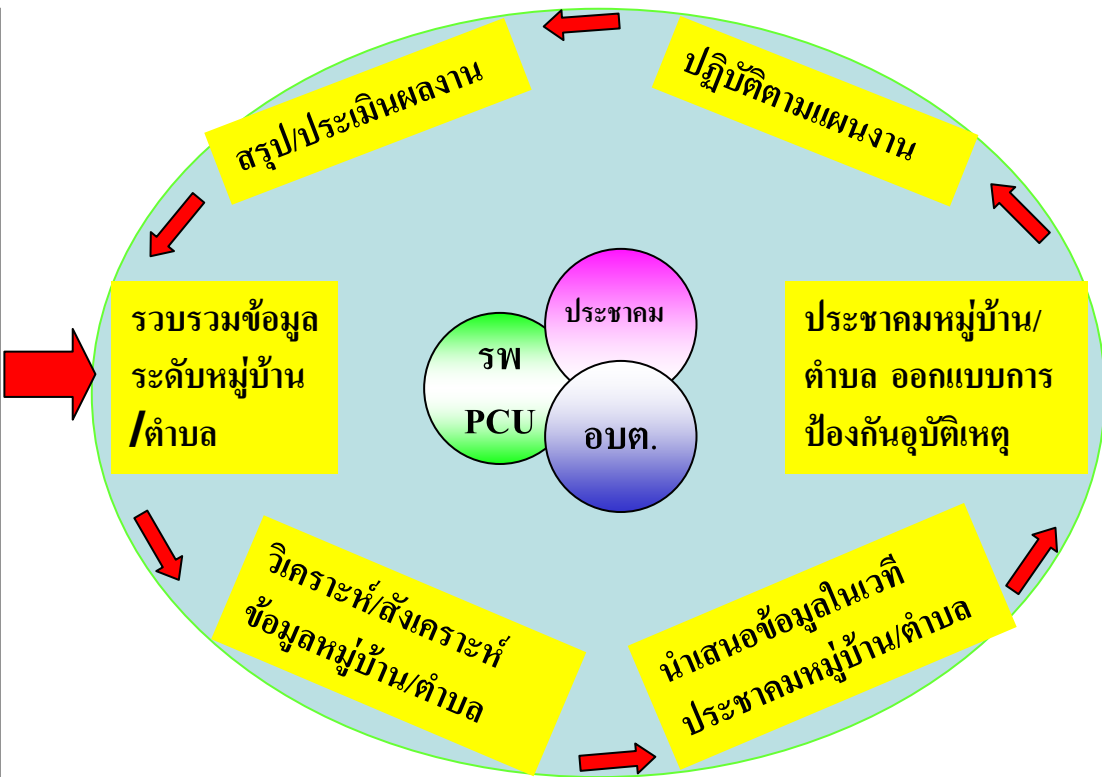 สรุป/ประเมินผลงาน
ปฏิบัติตามแผนงาน
รวบรวมข้อมูล
ระดับหมู่บ้าน
/ตำบล
รพ
PCU
ประชาคม
อบต.
ประชาคมหมู่บ้าน/
ตำบล ออกแบบการ
ป้องกันอุบัติเหตุ
วิเคราะห์/สังเคราะห์
ข้อมูลหมู่บ้าน/ตำบล
นำเสนอข้อมูลในเวที
ประชาคมหมู่บ้าน/ตำบล